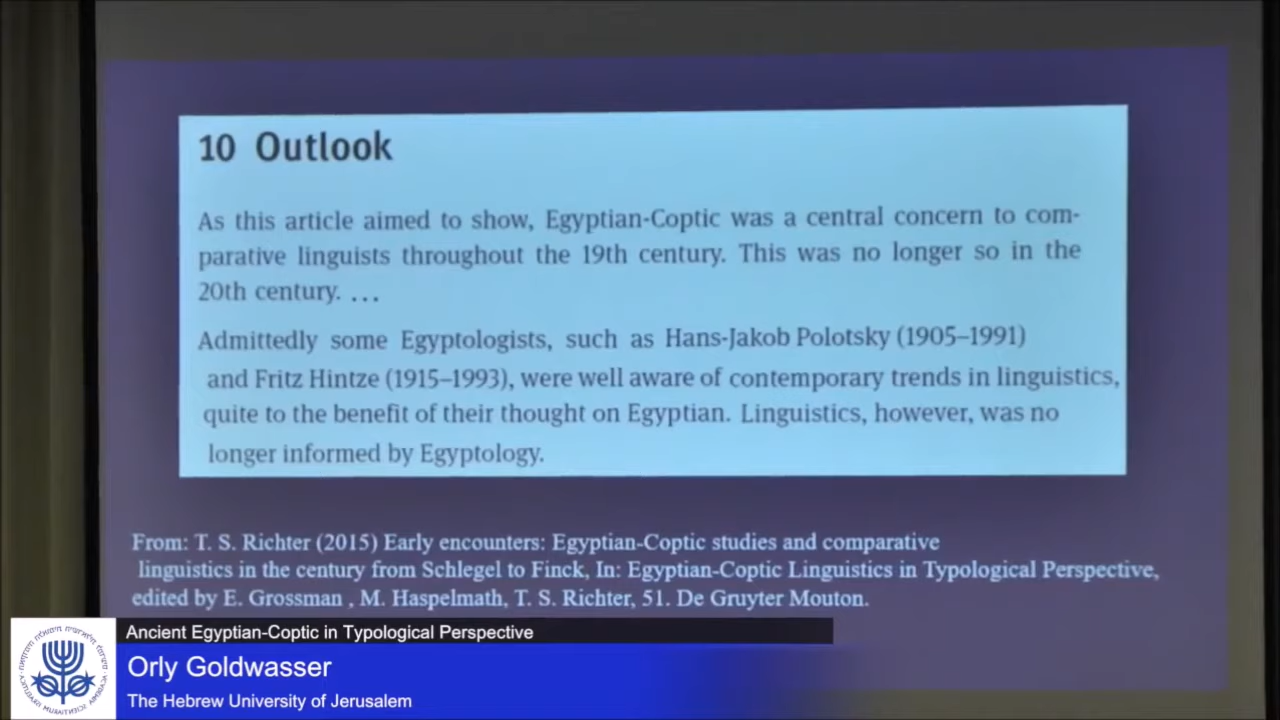 10 Outlook
As this article aimed to show, Egyptian-Coptic was a central concern to com-
parative linguists throughout the 19th century. This was no longer so in the
20th century. ...
Admittedly some Egyptologists, such as Hans-Jakob Polotsky (1905–1991)
and Fritz Hintze (1915–1993), were well aware of contemporary trends in linguistics,
quite to the benefit of their thought on Egyptian. Linguistics, however, was no
longer informed by Egyptology.
From: T. S. Richter (2015) Early encounters: Egyptian-Coptic studies and comparative
linguistics in the century from Schlegel to Finck, In: Egyptian-Coptic Linguistics in Typological Perspective,
edited by E. Grossman , M. Haspelmath, T. S. Richter, 51. De Gruyter Mouton.
Ancient Egyptian-Coptic in Typological Perspective
Orly Goldwasser
The Hebrew University of Jerusalem